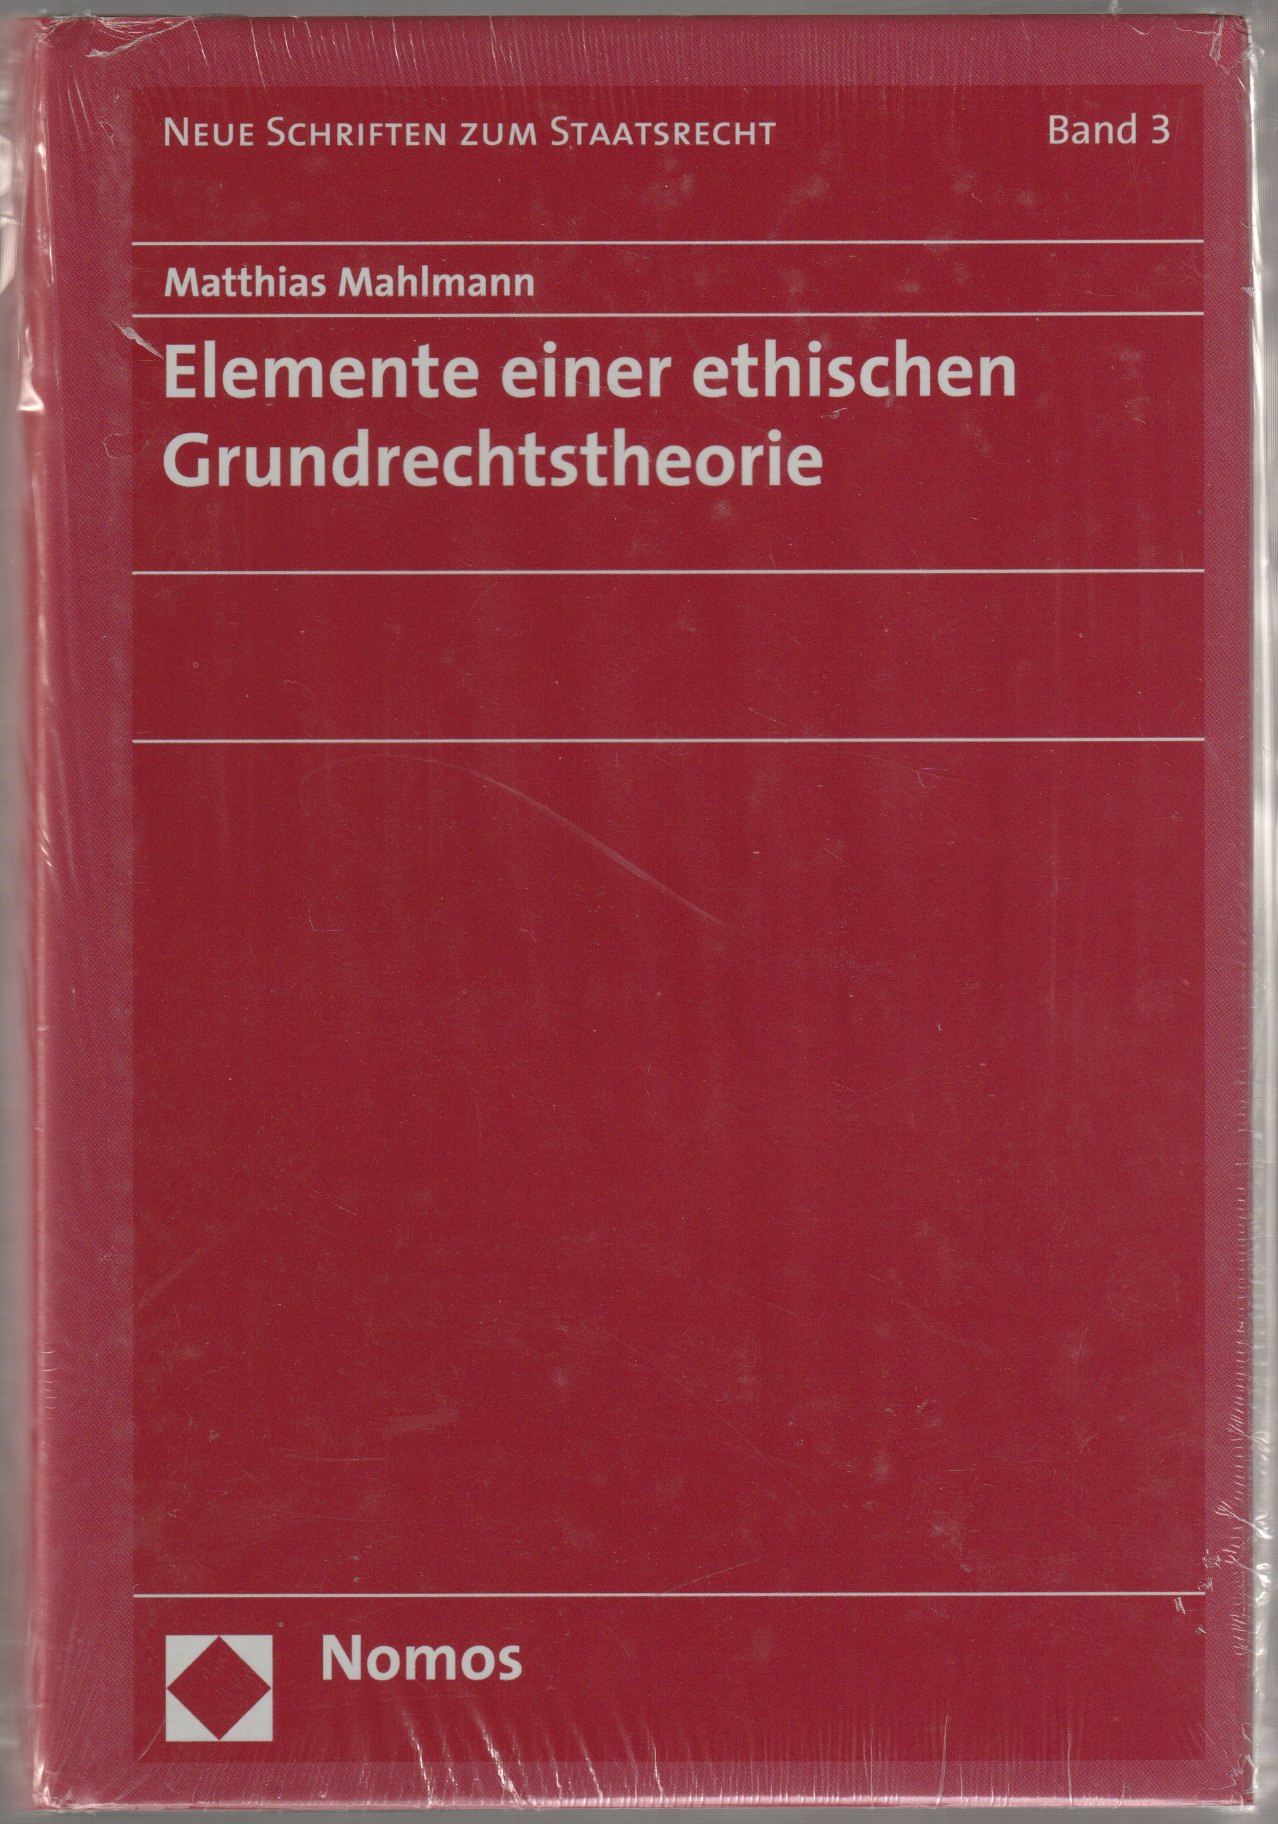 Neue Schriften zum Staatsrecht Band 3
Matthias Mahlmann
Elemente einer ethischen
Grundrechtstheorie
Nomos